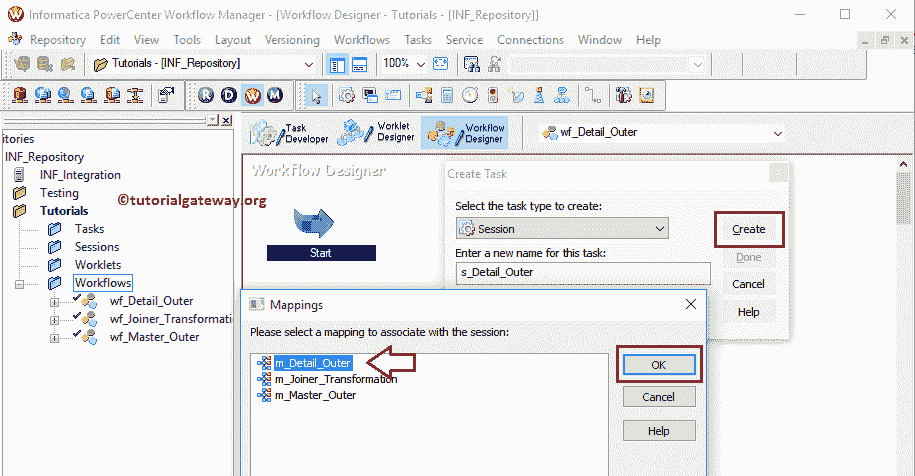 Informatica PowerCenter Workflow Manager - [Workflow Designer - Tutorials - [INF_Repository]]
Repository Edit View Tools Layout Versioning Workflows Tasks Service Connections Window Help
Tutorials - [INF_Repository] 100%
R D W M
Task Developer
Worklet Designer
Workflow Designer
wf_Detail_Outer
itories
INF_Repository
INF_Integration
Testing
Tutorials
Tasks
Sessions
Worklets
Workflows
wf_Detail_Outer
wf_Joiner_Transformati
wf_Master_Outer
©tutorialgateway.org
Workflow Designer
Start
Create Task
Select the task type to create:
Session
Enter a new name for this task:
s_Detail_Outer
Create
Done
Cancel
Help
Mappings
Please select a mapping to associate with the session:
m_Detail_Outer
m_Joiner_Transformation
m_Master_Outer
OK
Cancel
Help